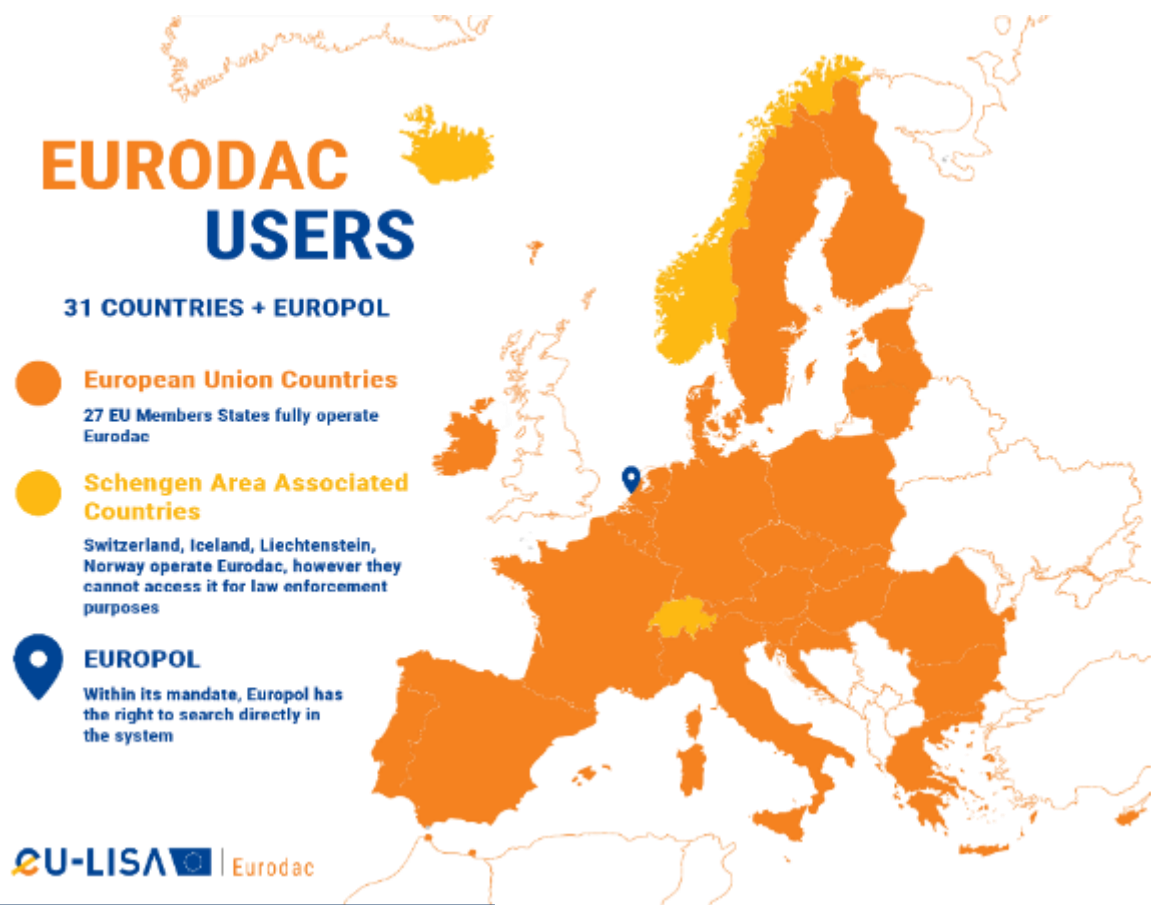 EURODAC
USERS
31 COUNTRIES + EUROPOL
European Union Countries
27 EU Members States fully operate
Eurodac
Schengen Area Associated
Countries
Switzerland, Iceland, Liechtenstein,
Norway operate Eurodac, however they
cannot access it for law enforcement
purposes
EUROPOL
Within its mandate, Europol has
the right to search directly in
the system
eU-LISA Eurodac